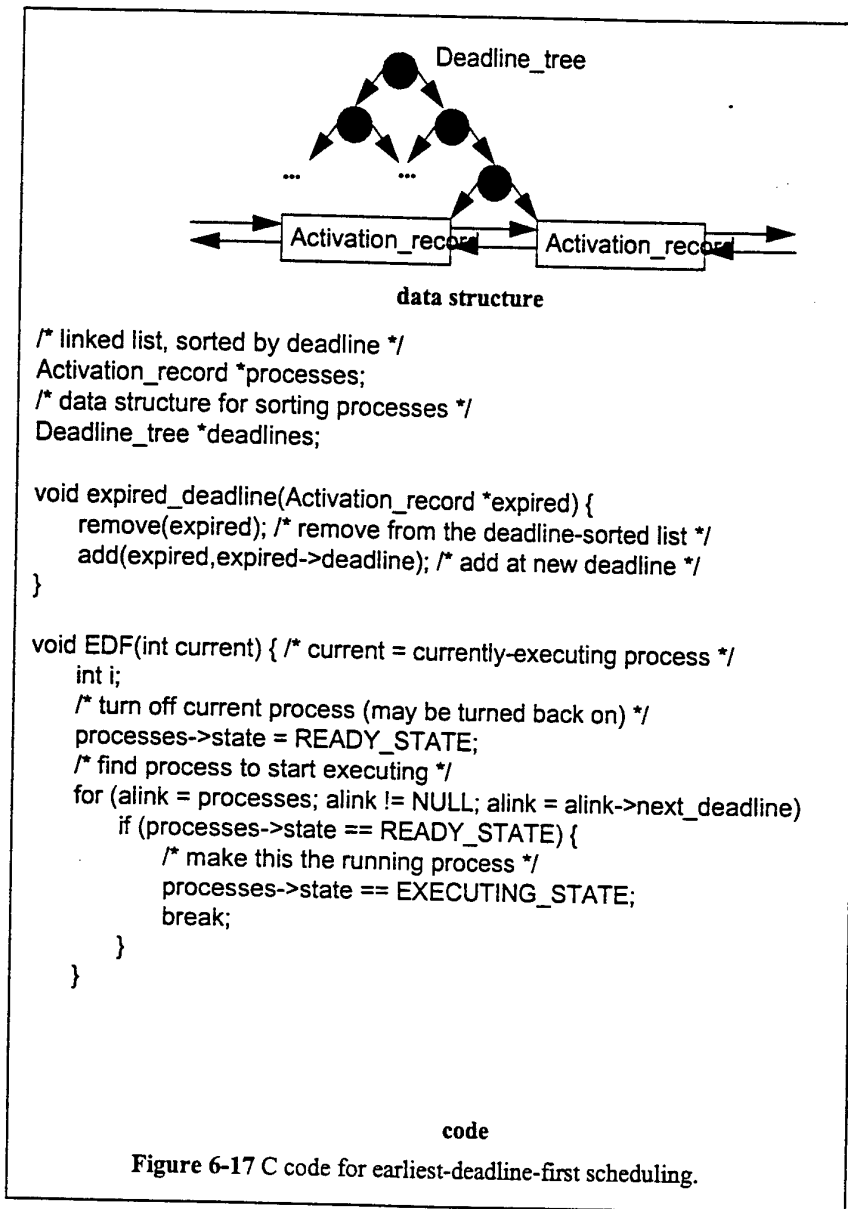 Deadline_tree
... ...
Activation_record Activation_record
data structure
/* linked list, sorted by deadline */
Activation_record *processes;
/* data structure for sorting processes */
Deadline_tree *deadlines;
void expired_deadline(Activation_record *expired) {
remove(expired); /* remove from the deadline-sorted list */
add(expired,expired->deadline); /* add at new deadline */
}
void EDF(int current) { /* current = currently-executing process */
int i;
/* turn off current process (may be turned back on) */
processes->state = READY_STATE;
/* find process to start executing */
for (alink = processes; alink != NULL; alink = alink->next_deadline)
if (processes->state == READY_STATE) {
/* make this the running process */
processes->state == EXECUTING_STATE;
break;
}
}
code
Figure 6-17 C code for earliest-deadline-first scheduling.